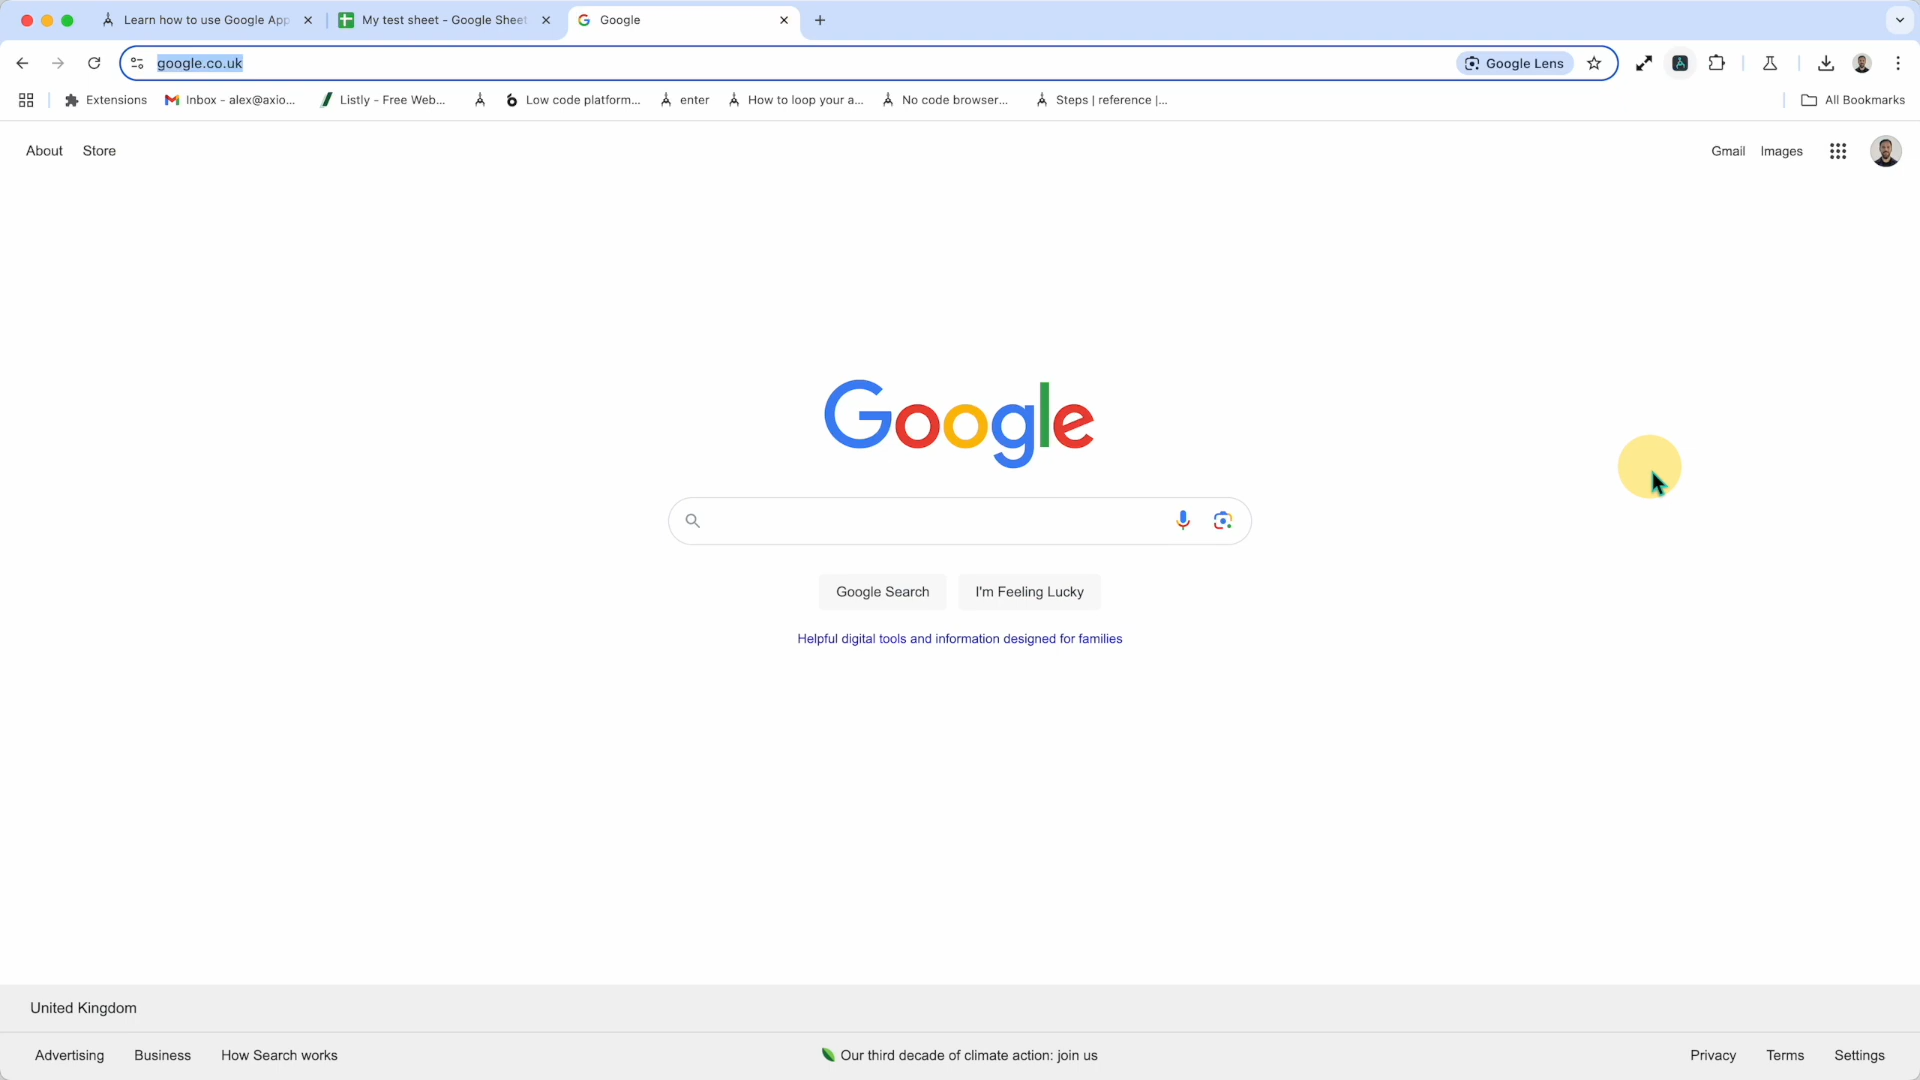 Learn how to use Google App
My test sheet - Google Sheet
Google
google.co.uk
Google Lens
Extensions
Inbox - alex@axio...
Listly - Free Web...
Low code platform...
enter
How to loop your a...
No code browser...
Steps | reference |...
All Bookmarks
About
Store
Gmail
Images
Google
Google Search
I'm Feeling Lucky
Helpful digital tools and information designed for families
United Kingdom
Advertising
Business
How Search works
Our third decade of climate action: join us
Privacy
Terms
Settings